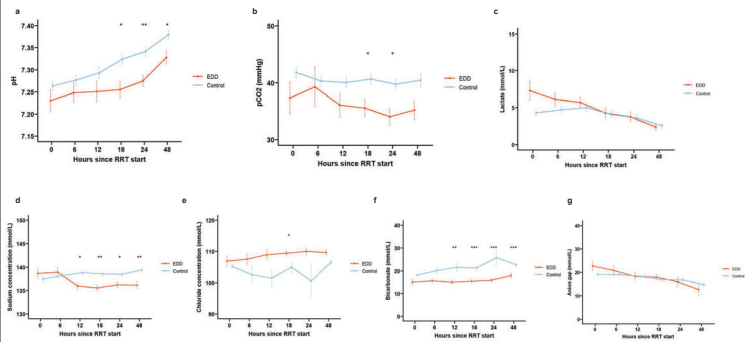 a
b
c
7.40
7.35
7.30
7.25
7.20
7.15
pH
* ** *
EDD
Control
0 6 12 18 24 48
Hours since RRT start
50
40
30
pCO2 (mmHg)
* *
EDD
Control
0 6 12 18 24 48
Hours since RRT start
15
10
5
0
Lactate (mmol/L)
EDD
Control
0 6 12 18 24 48
Hours since RRT start
d
e
f
g
150
145
140
135
130
Sodium concentration (mmol/L)
* ** * **
EDD
Control
0 6 12 18 24 48
Hours since RRT start
120
110
100
90
Chloride concentration (mmol/L)
*
EDD
Control
0 6 12 18 24 48
Hours since RRT start
40
30
20
10
0
Bicarbonate (mmol/L)
** *** *** ***
EDD
Control
0 6 12 18 24 48
Hours since RRT start
40
30
20
10
0
Anion gap (mmol/L)
EDD
Control
0 6 12 18 24 48
Hours since RRT start